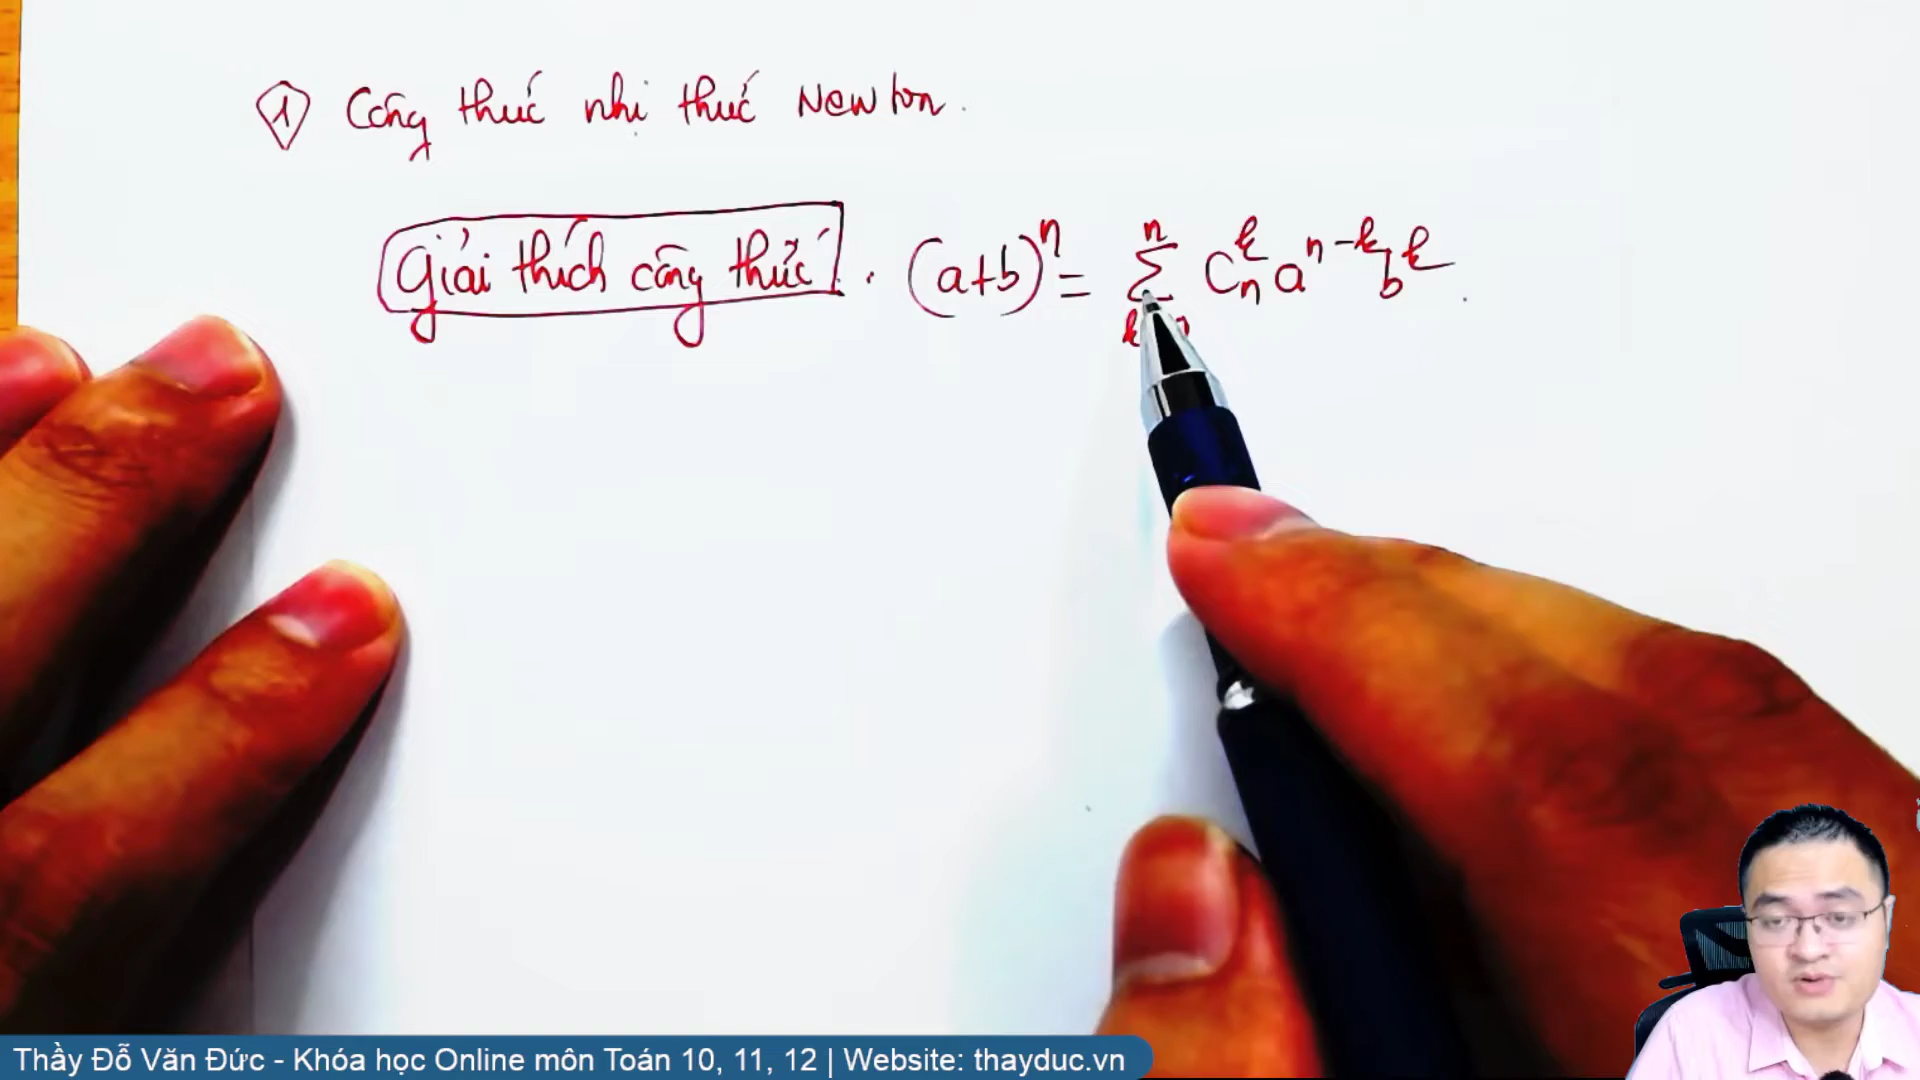 1 Công thức nhị thức Newton.
Giải thích công thức. (a+b)ⁿ = Σ Cₙᵏ aⁿ⁻ᵏbᵏ.
Thầy Đỗ Văn Đức - Khóa học Online môn Toán 10, 11, 12 | Website: thayduc.vn